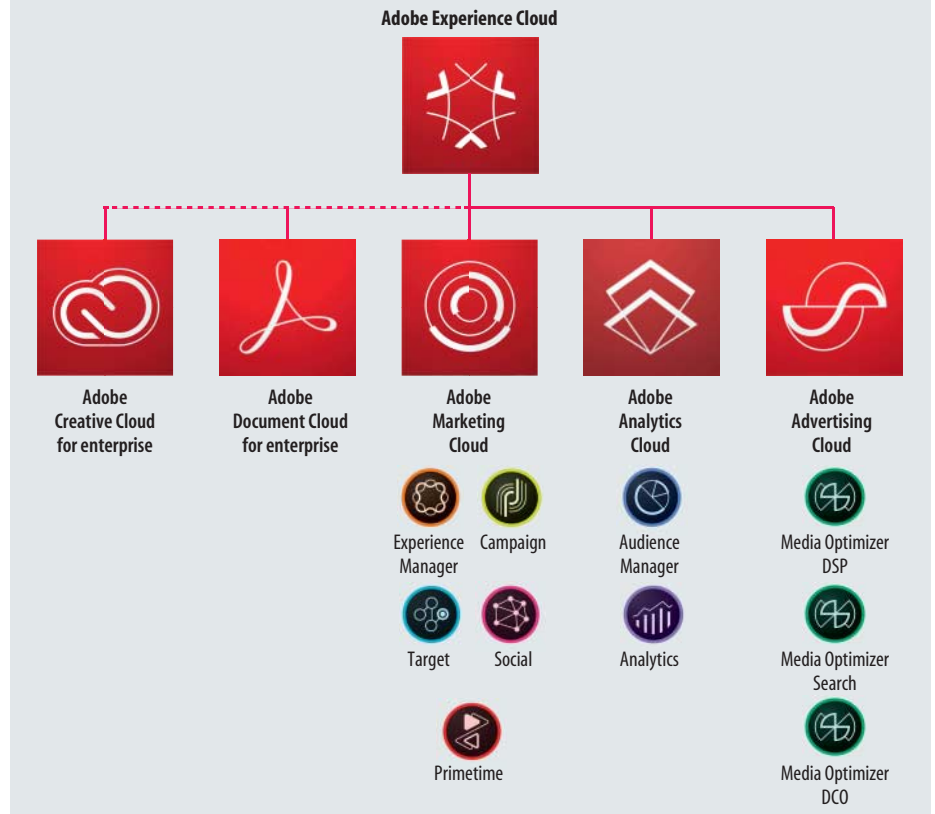 Adobe Experience Cloud
Adobe
Creative Cloud
for enterprise
Adobe
Document Cloud
for enterprise
Adobe
Marketing
Cloud
Adobe
Analytics
Cloud
Adobe
Advertising
Cloud
Experience
Manager
Campaign
Audience
Manager
Media Optimizer
DSP
Target
Social
Analytics
Media Optimizer
Search
Primetime
Media Optimizer
DCO